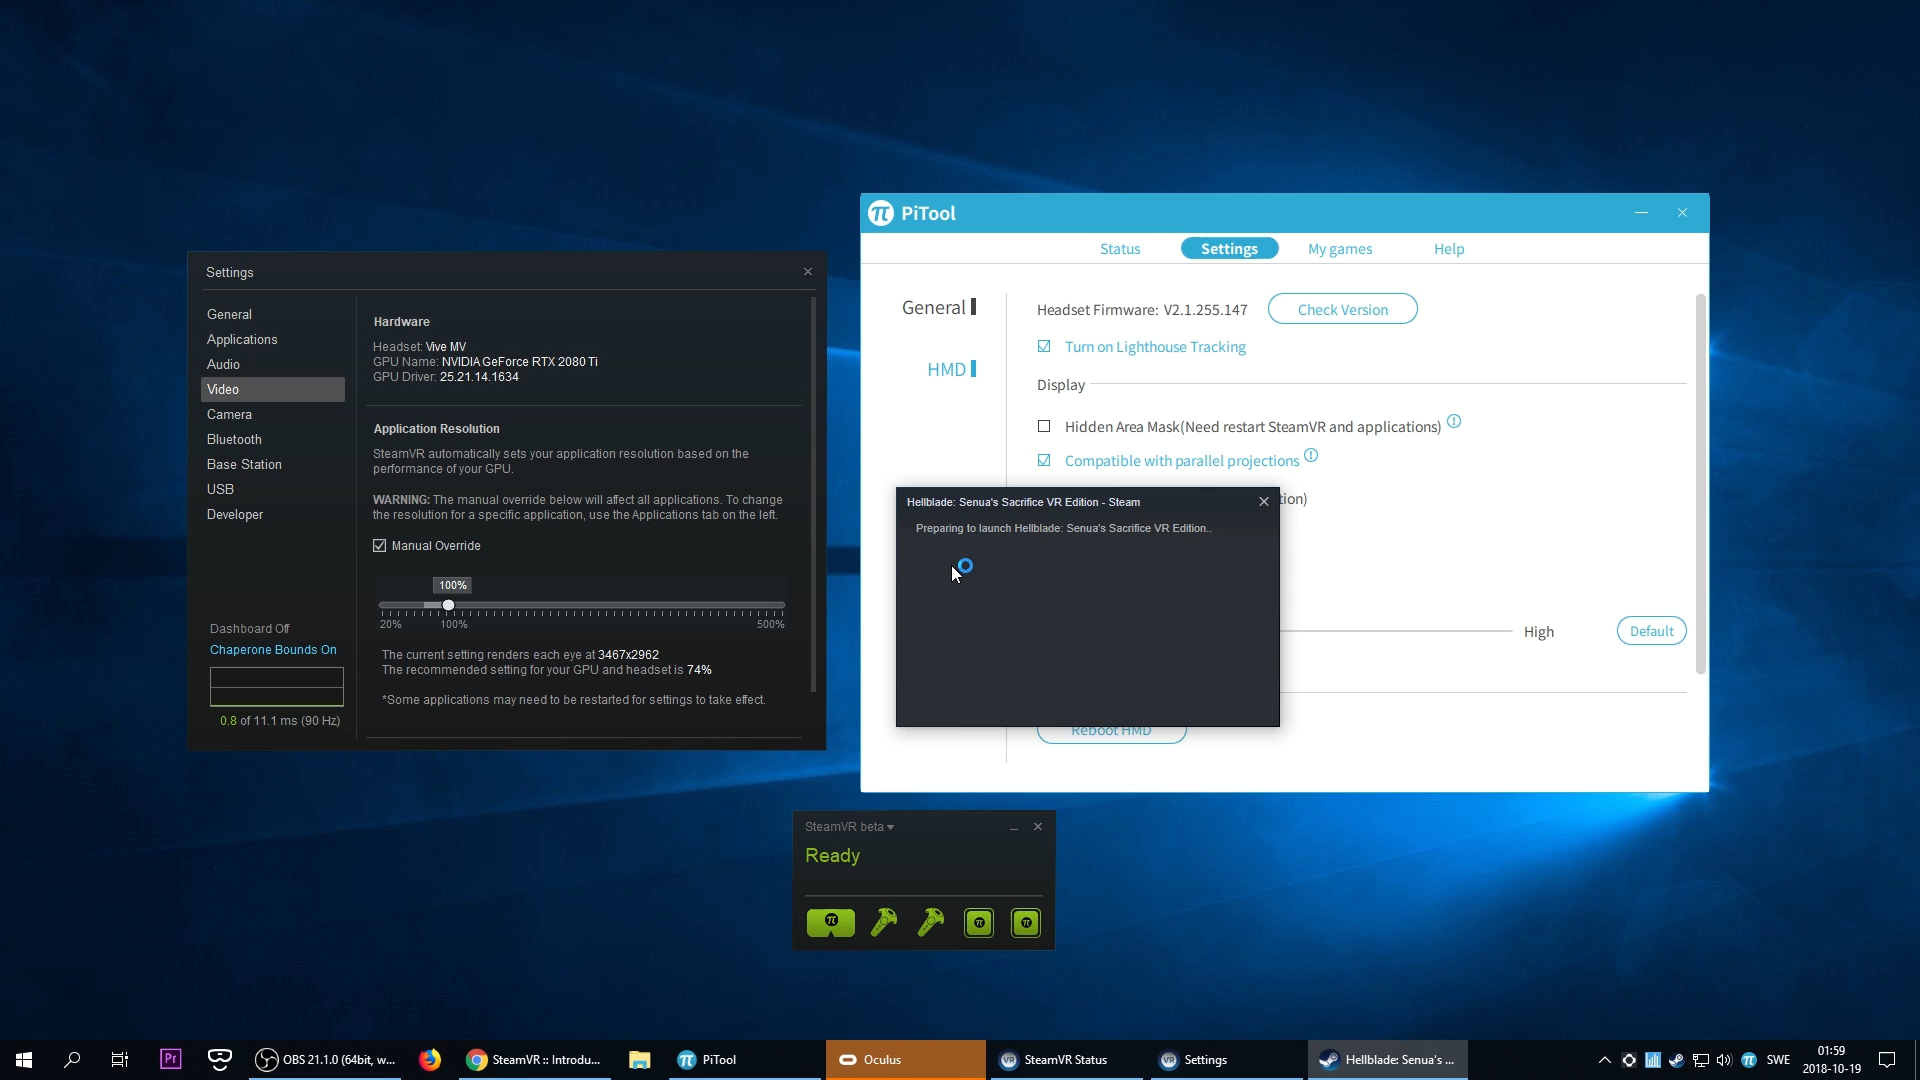 Settings
General
Applications
Audio
Video
Camera
Bluetooth
Base Station
USB
Developer
Dashboard Off
Chaperone Bounds On
0.8 of 11.1 ms (90 Hz)
Hardware
Headset: Vive MV
GPU Name: NVIDIA GeForce RTX 2080 Ti
GPU Driver: 25.21.14.1634
Application Resolution
SteamVR automatically sets your application resolution based on the
performance of your GPU.
WARNING: The manual override below will affect all applications. To change
the resolution for a specific application, use the Applications tab on the left.
Manual Override
100%
20% 100% 500%
The current setting renders each eye at 3467x2962
The recommended setting for your GPU and headset is 74%
*Some applications may need to be restarted for settings to take effect.
π PiTool
Status Settings My games Help
General
HMD
Headset Firmware: V2.1.255.147 Check Version
Turn on Lighthouse Tracking
Display
Hidden Area Mask(Need restart SteamVR and applications)
Compatible with parallel projections
tion)
High Default
Reboot HMD
Hellblade: Senua's Sacrifice VR Edition - Steam
Preparing to launch Hellblade: Senua's Sacrifice VR Edition..
SteamVR beta
Ready
π π π
Pr OBS 21.1.0 (64bit, w... SteamVR :: Introdu... π PiTool Oculus VR SteamVR Status VR Settings Hellblade: Senua's ... π SWE 01:59
2018-10-19